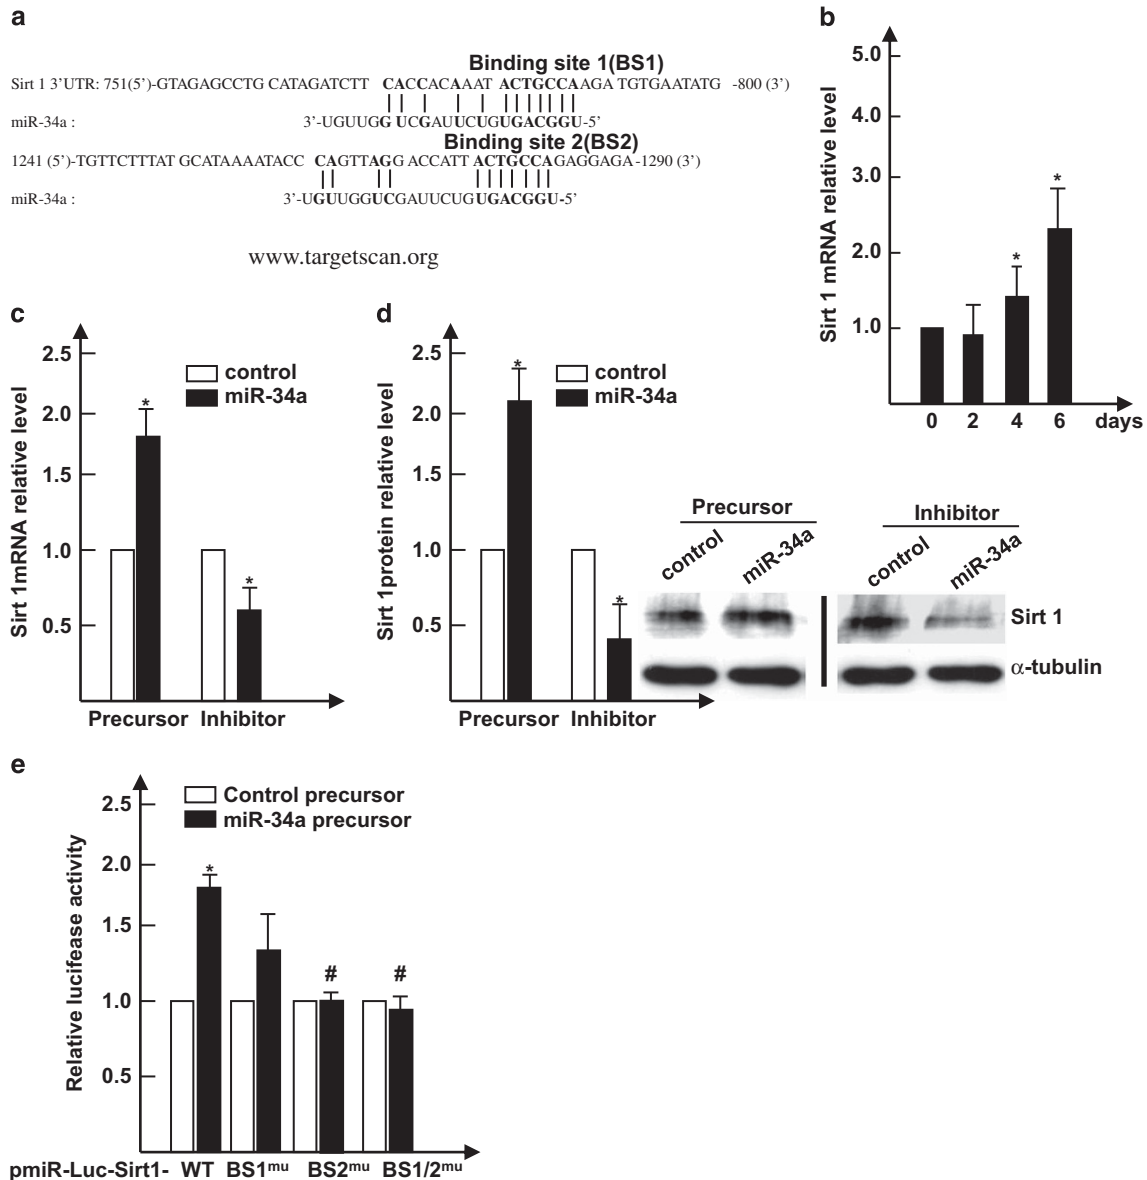 a
Binding site 1(BS1)
Sirt 1 3'UTR: 751(5')-GTAGAGCCTG CATAGATCTT CACCACAAAT ACTGCCAAGA TGTGAATATG -800 (3')
miR-34a : 3'-UGUUGGUCGAUUCUGUGACGGU-5'
Binding site 2(BS2)
1241 (5')-TGTTCTTTAT GCATAAAATACC CAGTTAGG ACCATT ACTGCCAGAGGAGA-1290 (3')
miR-34a : 3'-UGUUGGUCGAUUCUGUGACGGU-5'
www.targetscan.org
b
Sirt 1 mRNA relative level
5.0
4.0
3.0
2.0
1.0
*
*
0 2 4 6 days
c
Sirt 1mRNA relative level
2.5
2.0
1.5
1.0
0.5
control
miR-34a
*
*
Precursor Inhibitor
d
Sirt 1protein relative level
2.5
2.0
1.5
1.0
0.5
control
miR-34a
*
*
Precursor Inhibitor
Precursor
control miR-34a
Inhibitor
control miR-34a
Sirt 1
α-tubulin
e
Relative lucifease activity
2.5
2.0
1.5
1.0
0.5
Control precursor
miR-34a precursor
*
# #
pmiR-Luc-Sirt1- WT BS1mu BS2mu BS1/2mu